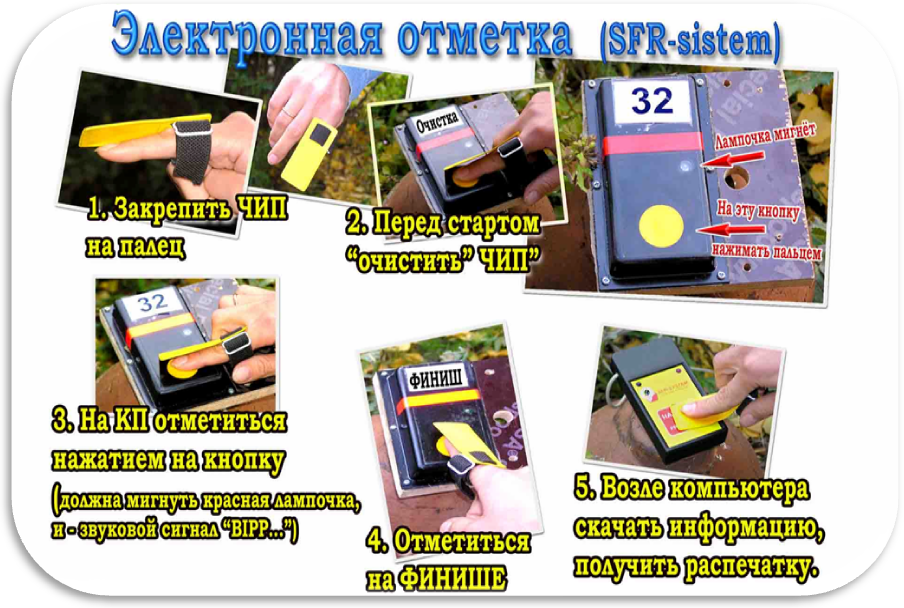 Электронная отметка (SFR-sistem)
1. Закрепить ЧИП
на палец
Очистка
2. Перед стартом
“очистить” ЧИП”
32
Лампочка мигнёт
На эту кнопку
нажимать пальцем
32
3. На КП отметиться
нажатием на кнопку
(должна мигнуть красная лампочка,
и - звуковой сигнал “BIPP...”)
ФИНИШ
4. Отметиться
на ФИНИШЕ
5. Возле компьютера
скачать информацию,
получить распечатку.